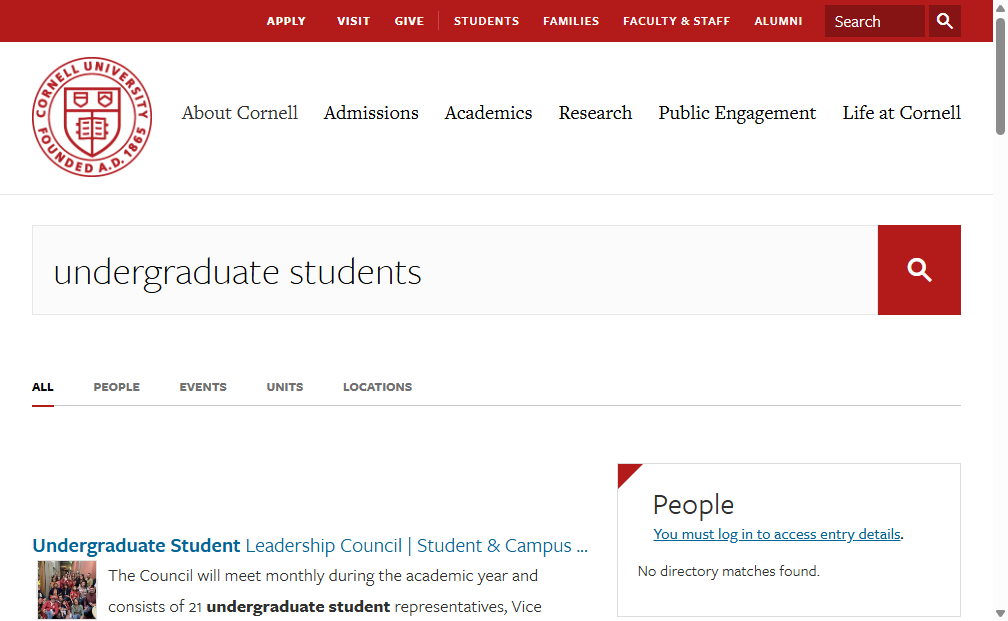 APPLY VISIT GIVE STUDENTS FAMILIES FACULTY & STAFF ALUMNI Search
CORNELL UNIVERSITY
FOUNDED A.D. 1865
About Cornell Admissions Academics Research Public Engagement Life at Cornell
undergraduate students
ALL PEOPLE EVENTS UNITS LOCATIONS
Undergraduate Student Leadership Council | Student & Campus ...
The Council will meet monthly during the academic year and
consists of 21 undergraduate student representatives, Vice
People
You must log in to access entry details.
No directory matches found.